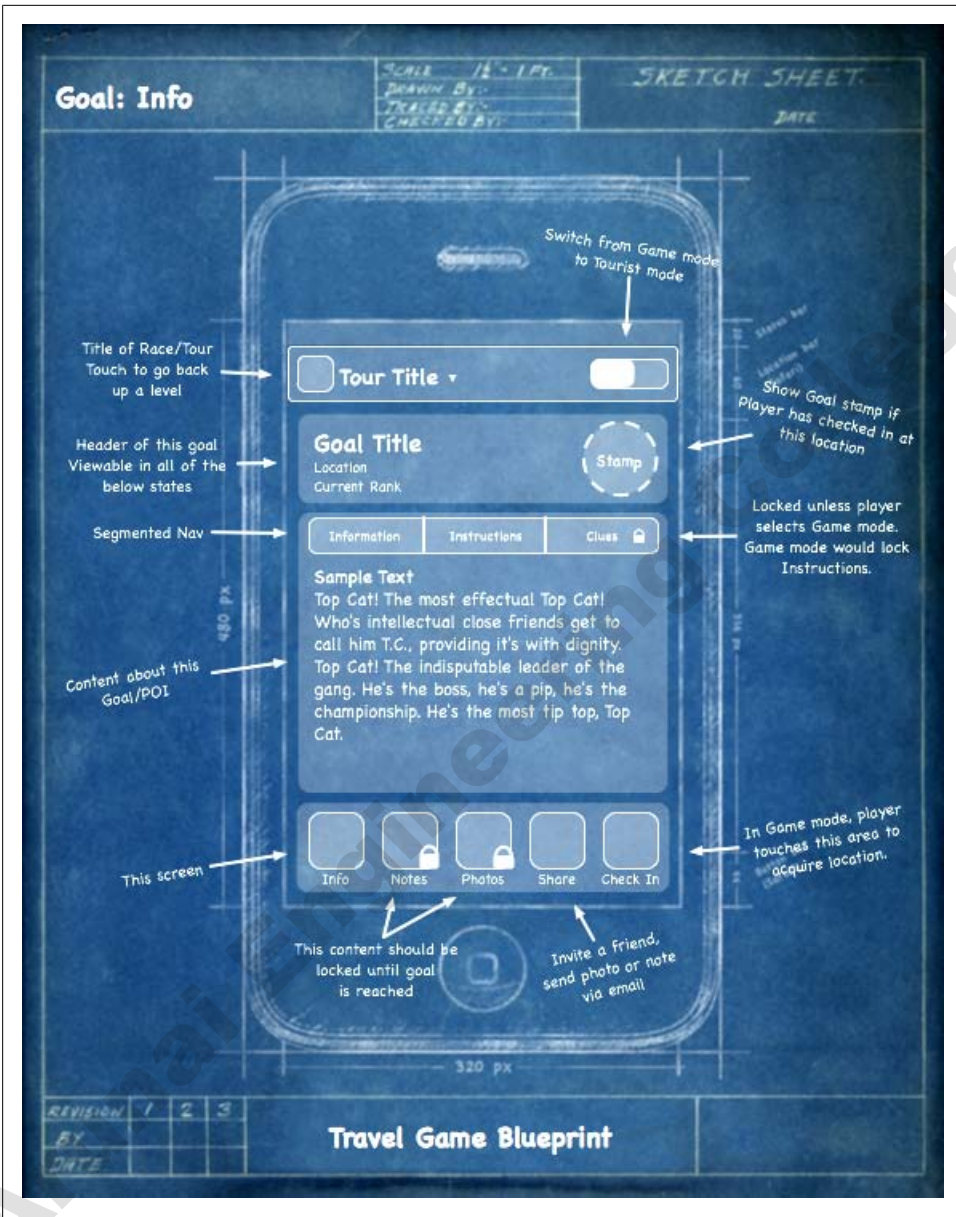 Goal: Info
SCALE 1½" - 1 FT.
DRAWN BY:-
TRACED BY:-
CHECKED BY:-
SKETCH SHEET.
DATE
Switch from Game mode
to Tourist mode
Status bar
Location bar
Title of Race/Tour
Touch to go back
up a level
Tour Title
Show Goal stamp if
Player has checked in at
this location
Header of this goal
Viewable in all of the
below states
Goal Title
Location
Current Rank
Stamp
Segmented Nav
Information
Instructions
Clues
Locked unless player
selects Game mode.
Game mode would lock
Instructions.
480 px
Sample Text
Top Cat! The most effectual Top Cat!
Who's intellectual close friends get to
call him T.C., providing it's with dignity.
Top Cat! The indisputable leader of the
gang. He's the boss, he's a pip, he's the
championship. He's the most tip top, Top
Cat.
Content about this
Goal/POI
In Game mode, player
touches this area to
acquire location.
This screen
Info
Notes
Photos
Share
Check In
This content should be
locked until goal
is reached
Invite a friend,
send photo or note
via email
320 px
REVISION 1 2 3
BY
DATE
Travel Game Blueprint